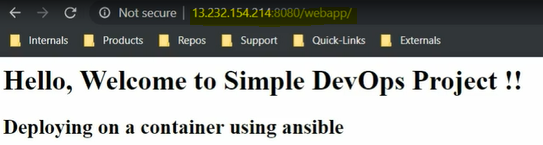 Not secure | 13.232.154.214:8080/webapp/
Internals Products Repos Support Quick-Links Externals
Hello, Welcome to Simple DevOps Project !!
Deploying on a container using ansible